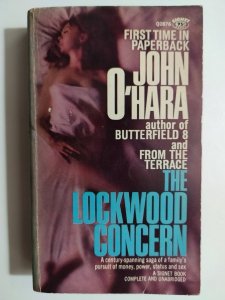 FIRST TIME IN
PAPERBACK
JOHN
O'HARA
author of
BUTTERFIELD 8
and
FROM THE
TERRACE
THE
LOCKWOOD
CONCERN
A century-spanning saga of a family's
pursuit of money, power, status and sex
A SIGNET BOOK
COMPLETE AND UNABRIDGED